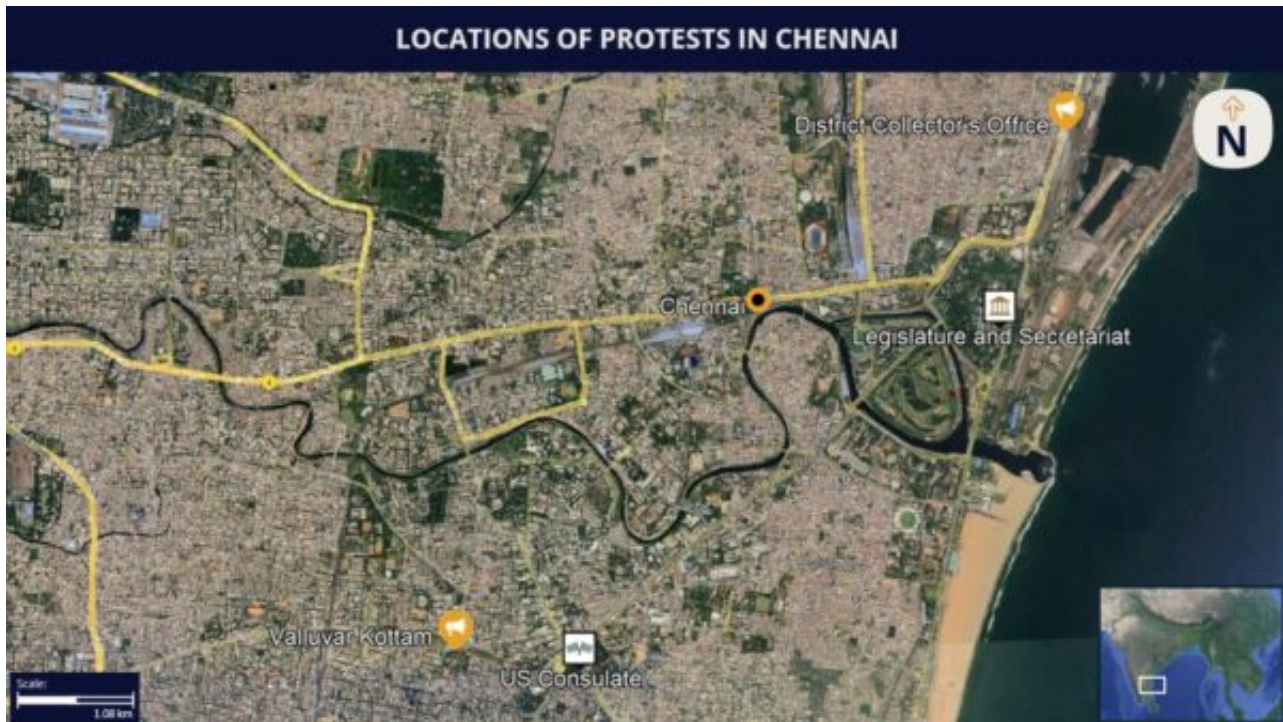 LOCATIONS OF PROTESTS IN CHENNAI
District Collector's Office
N
Chennai
Legislature and Secretariat
Valluvar Kottam
US Consulate
Scale:
1.08 km